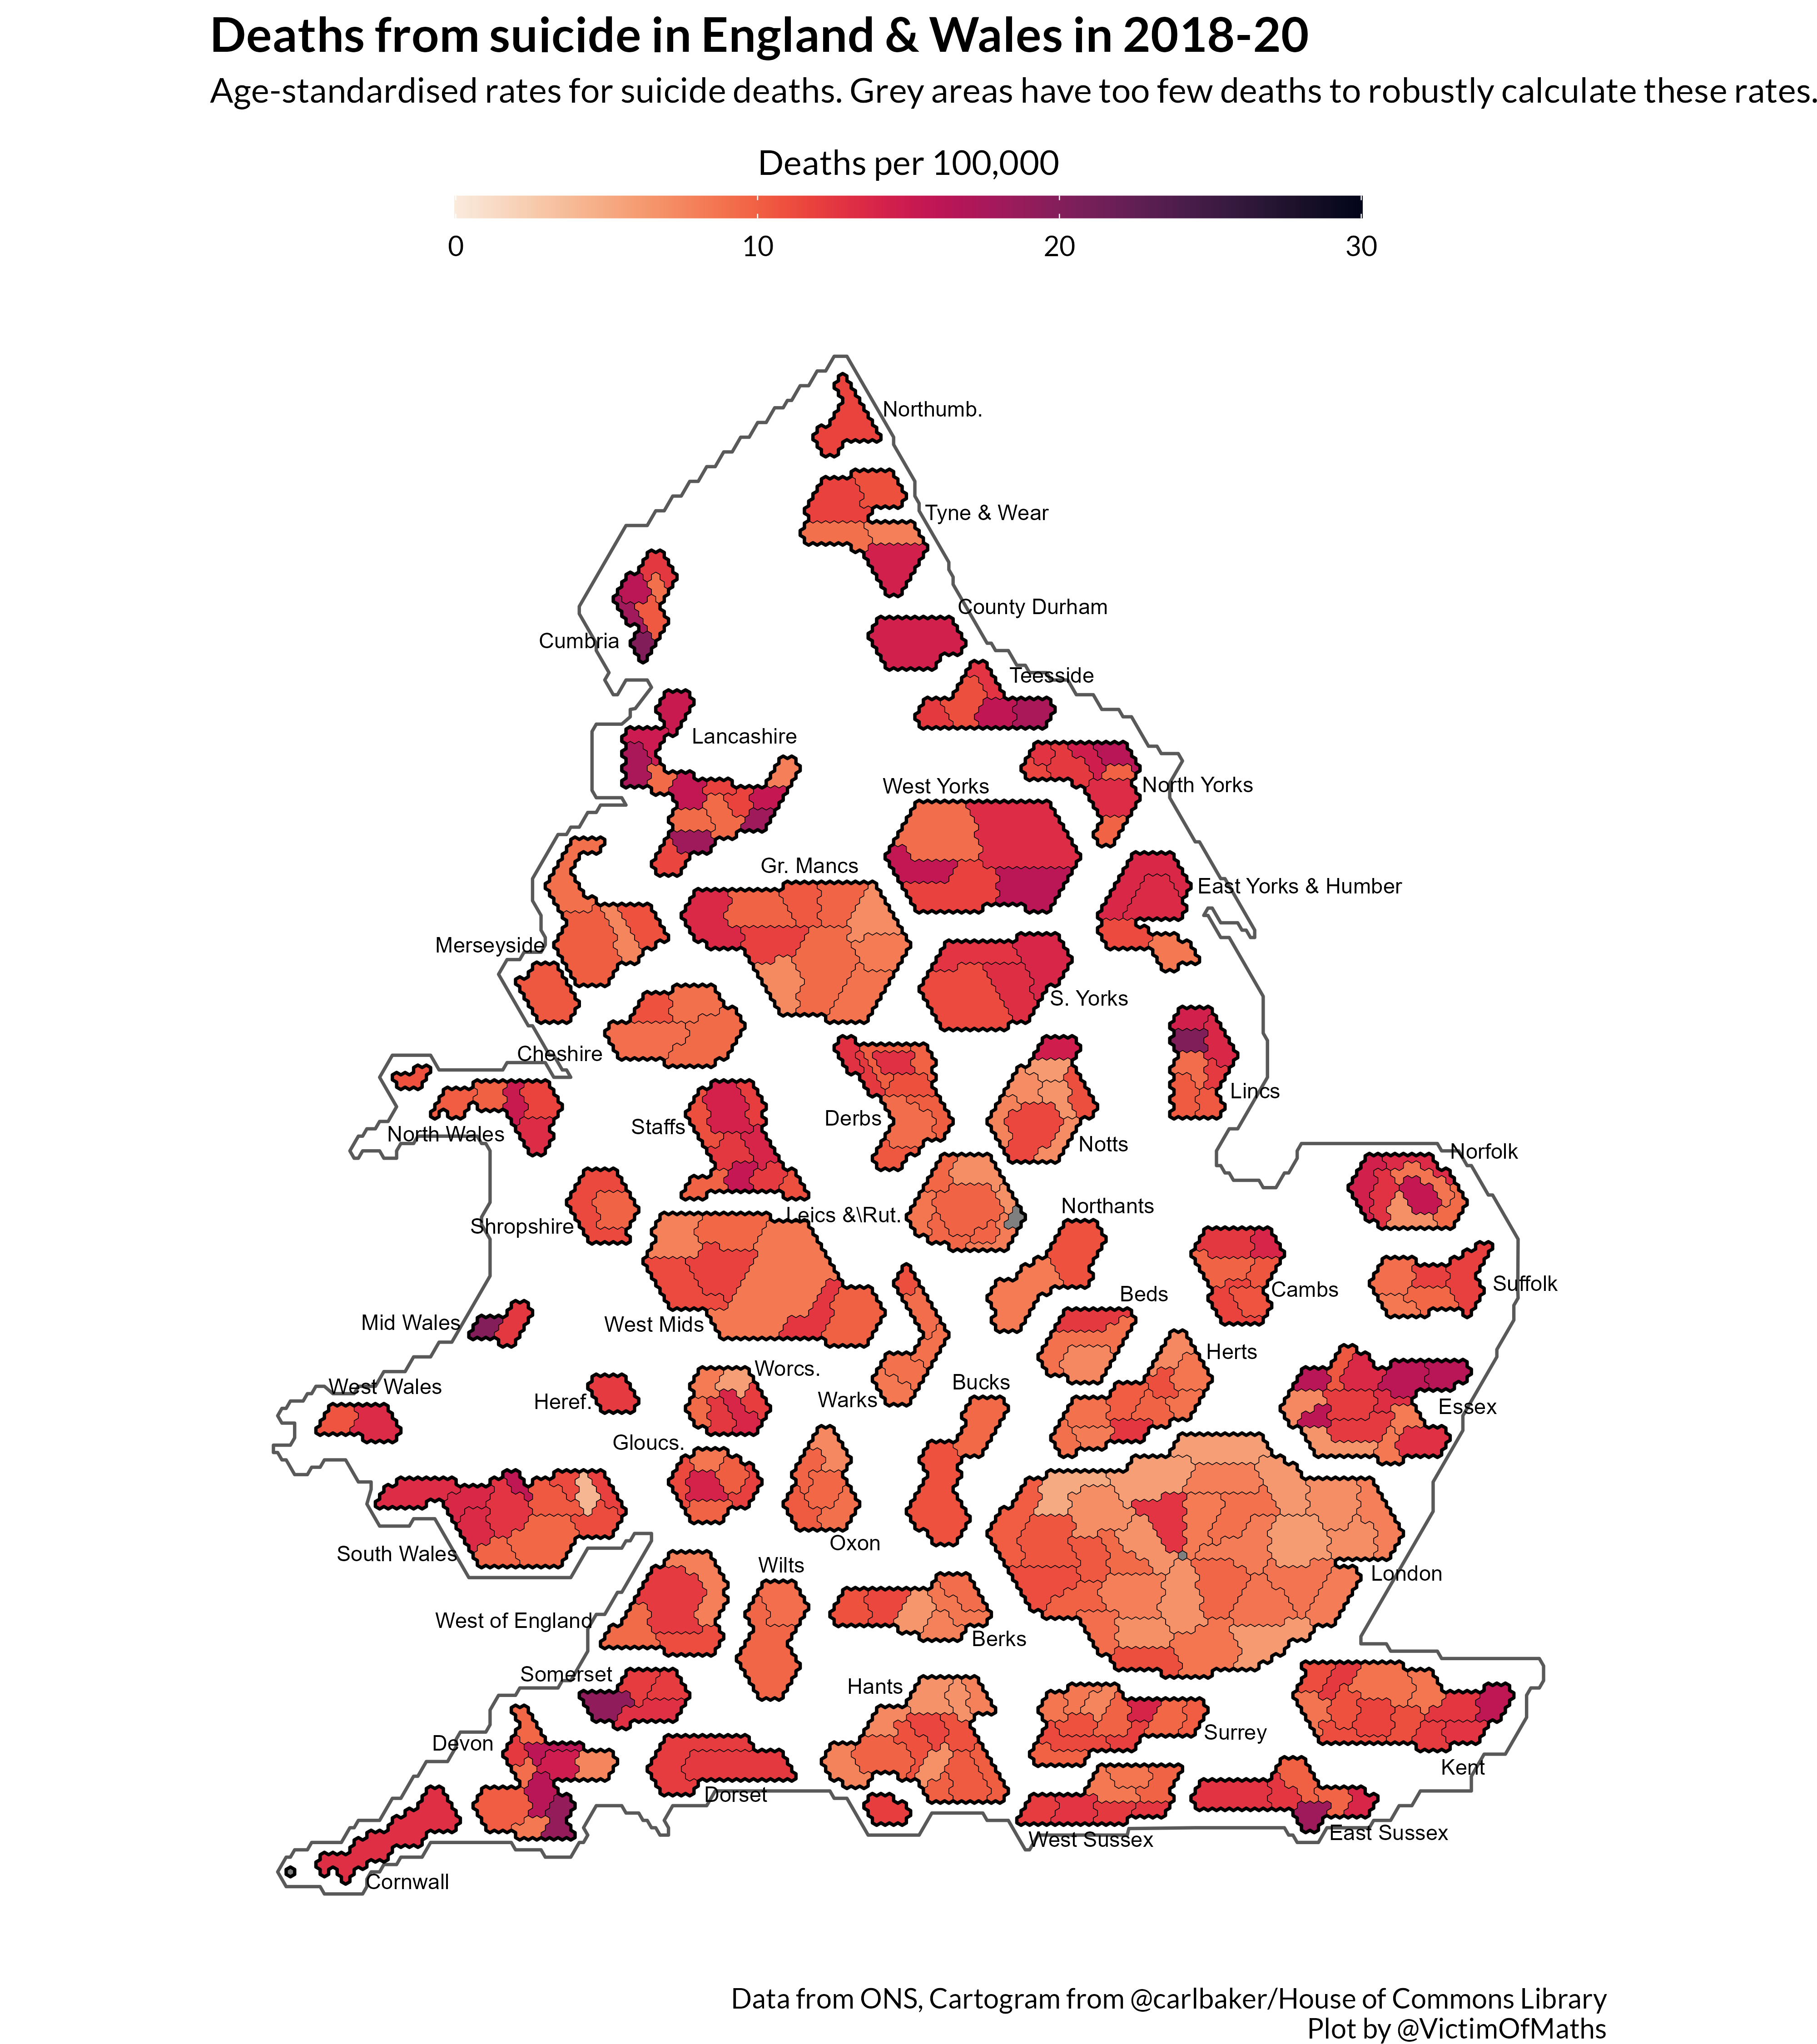 Deaths from suicide in England & Wales in 2018-20
Age-standardised rates for suicide deaths. Grey areas have too few deaths to robustly calculate these rates.
Deaths per 100,000
0 10 20 30
Northumb.
Tyne & Wear
County Durham
Cumbria
Teesside
Lancashire
North Yorks
West Yorks
Gr. Mancs
East Yorks & Humber
Merseyside
S. Yorks
Cheshire
Lincs
Derbs
Staffs
North Wales
Notts
Norfolk
Northants
Leics &\Rut.
Shropshire
Suffolk
Cambs
Beds
Mid Wales
West Mids
Herts
Worcs.
Bucks
West Wales
Warks
Heref.
Essex
Gloucs.
Oxon
South Wales
Wilts
London
West of England
Berks
Somerset
Hants
Surrey
Devon
Kent
Dorset
East Sussex
West Sussex
Cornwall
Data from ONS, Cartogram from @carlbaker/House of Commons Library
Plot by @VictimOfMaths